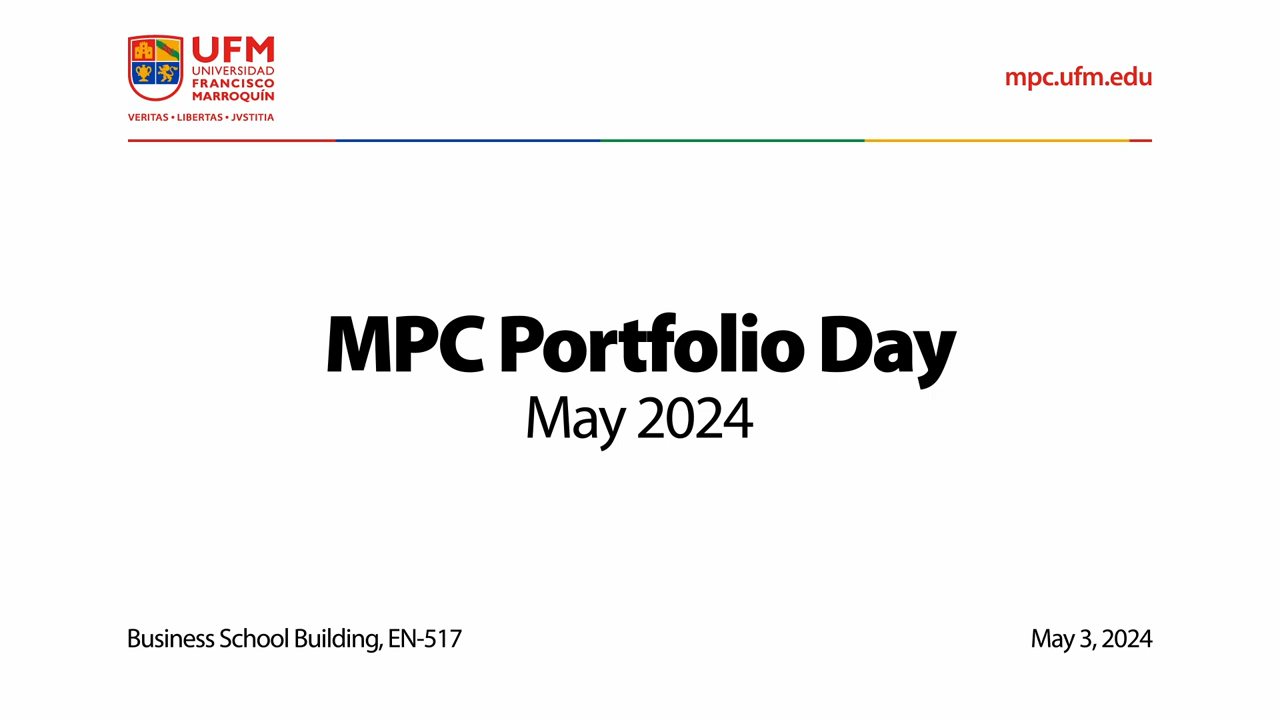 UFM
UNIVERSIDAD
FRANCISCO
MARROQUÍN
VERITAS • LIBERTAS • JVSTITIA
mpc.ufm.edu
MPC Portfolio Day
May 2024
Business School Building, EN-517
May 3, 2024